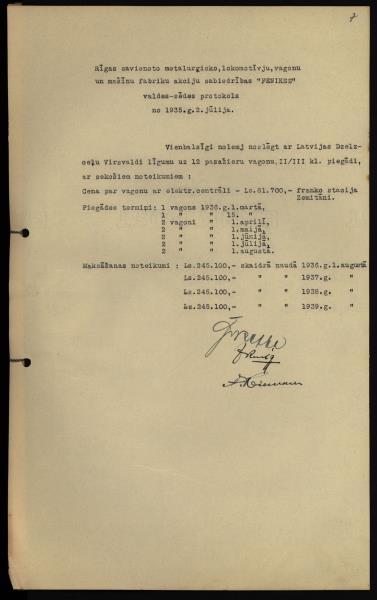 7
Rīgas savienoto metalurgisko,lokomotīvju,vagonu
un mašīnu fabriku akciju sabiedrības "FENIKSS"
valdes-sēdes protokols
no 1935.g.2.jūlija.
Vienbalsīgi nolemj noslēgt ar Latvijas Dzelz-
ceļu Virsvaldi līgumu uz 12 pasažieru vagonu,II/III kl. piegādi,
ar sekošiem noteikumiem :
Cena par vagonu ar elektr.centrāli - Ls.81.700,- franko stacija
Zemitāni.
Piegādes termiņi: 1 vagons 1936.g.1.martā,
1 " " 15. "
2 vagoni " 1.aprilī,
2 " " 1.maijā,
2 " " 1.jūnijā,
2 " " 1.jūlijā,
2 " " 1.augustā.
Maksāšanas noteikumi : Ls.245.100,- skaidrā naudā 1936.g.1.augustā
Ls.245.100,- " " 1937.g. "
Ls.245.100,- " " 1938.g. "
Ls.245.100,- " " 1939.g. "